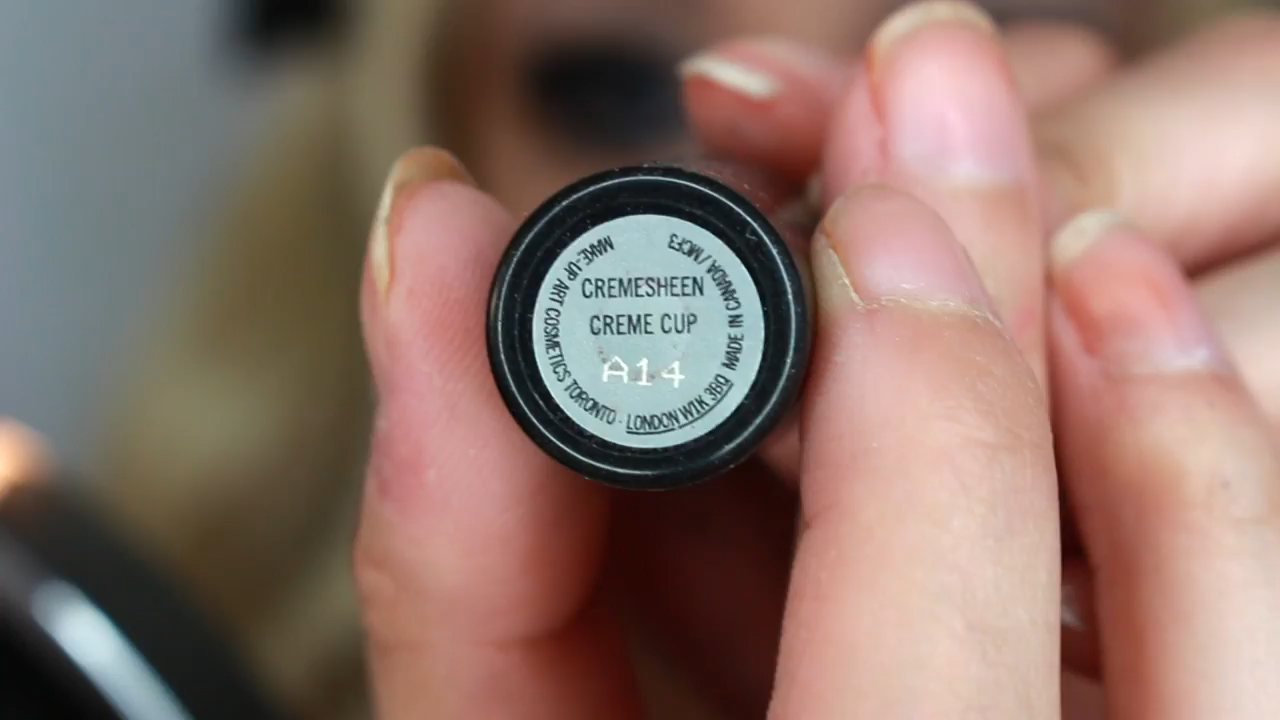 MAKE-UP ART COSMETICS TORONTO · LONDON W1K 3BQ MADE IN CANADA / MCF3
CREMESHEEN
CREME CUP
A14